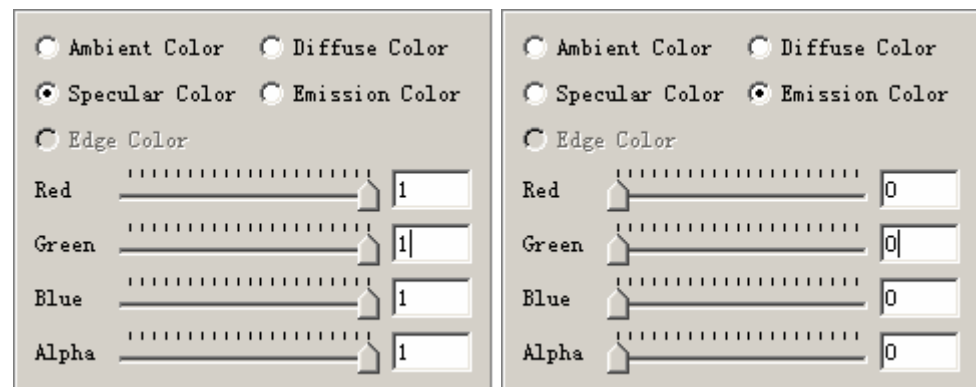 Ambient Color Diffuse Color
Specular Color Emission Color
Edge Color
Red 1
Green 1
Blue 1
Alpha 1
Ambient Color Diffuse Color
Specular Color Emission Color
Edge Color
Red 0
Green 0
Blue 0
Alpha 0